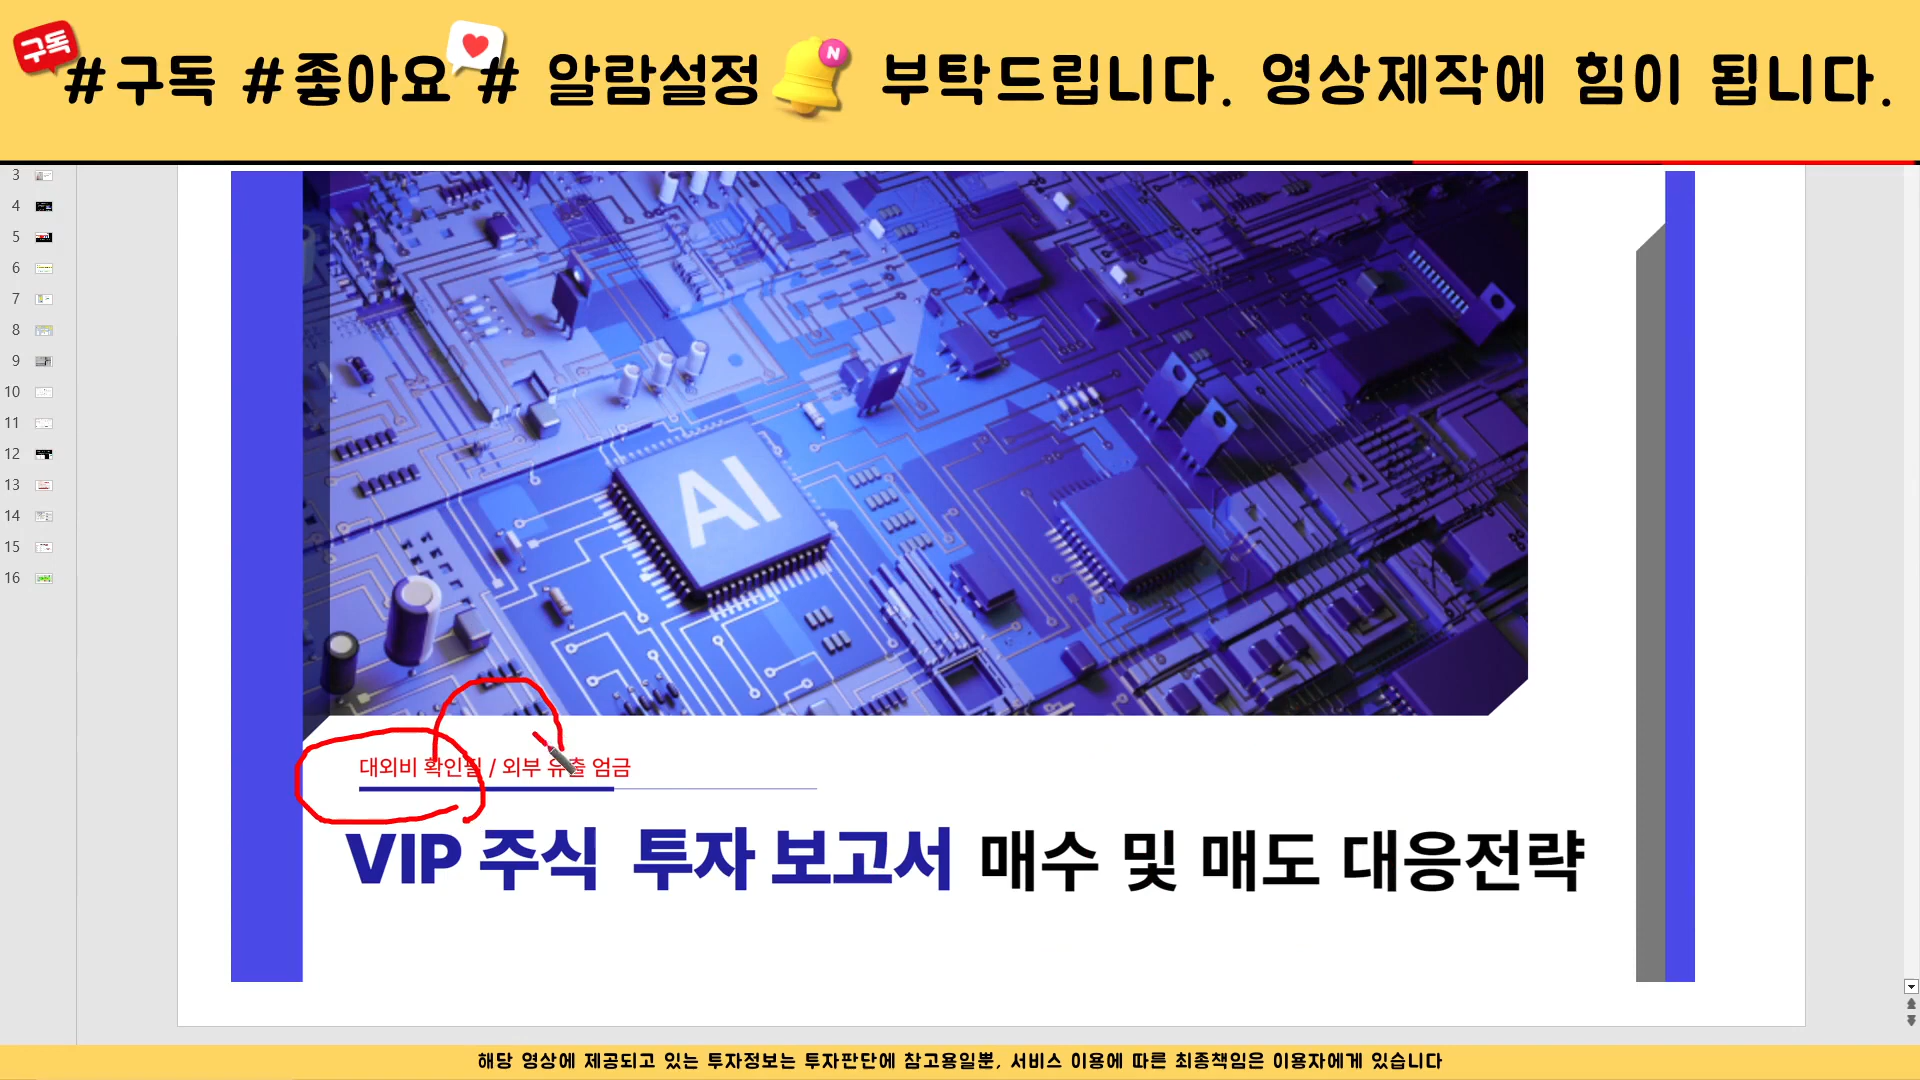 구독
#구독 #좋아요 # 알람설정 N 부탁드립니다. 영상제작에 힘이 됩니다.
3
4
5
6
7
8
9
10
11
12
13
14
15
16
AI
대외비 확인필 / 외부 유출 엄금
VIP 주식 투자 보고서 매수 및 매도 대응전략
해당 영상에 제공되고 있는 투자정보는 투자판단에 참고용일뿐, 서비스 이용에 따른 최종책임은 이용자에게 있습니다